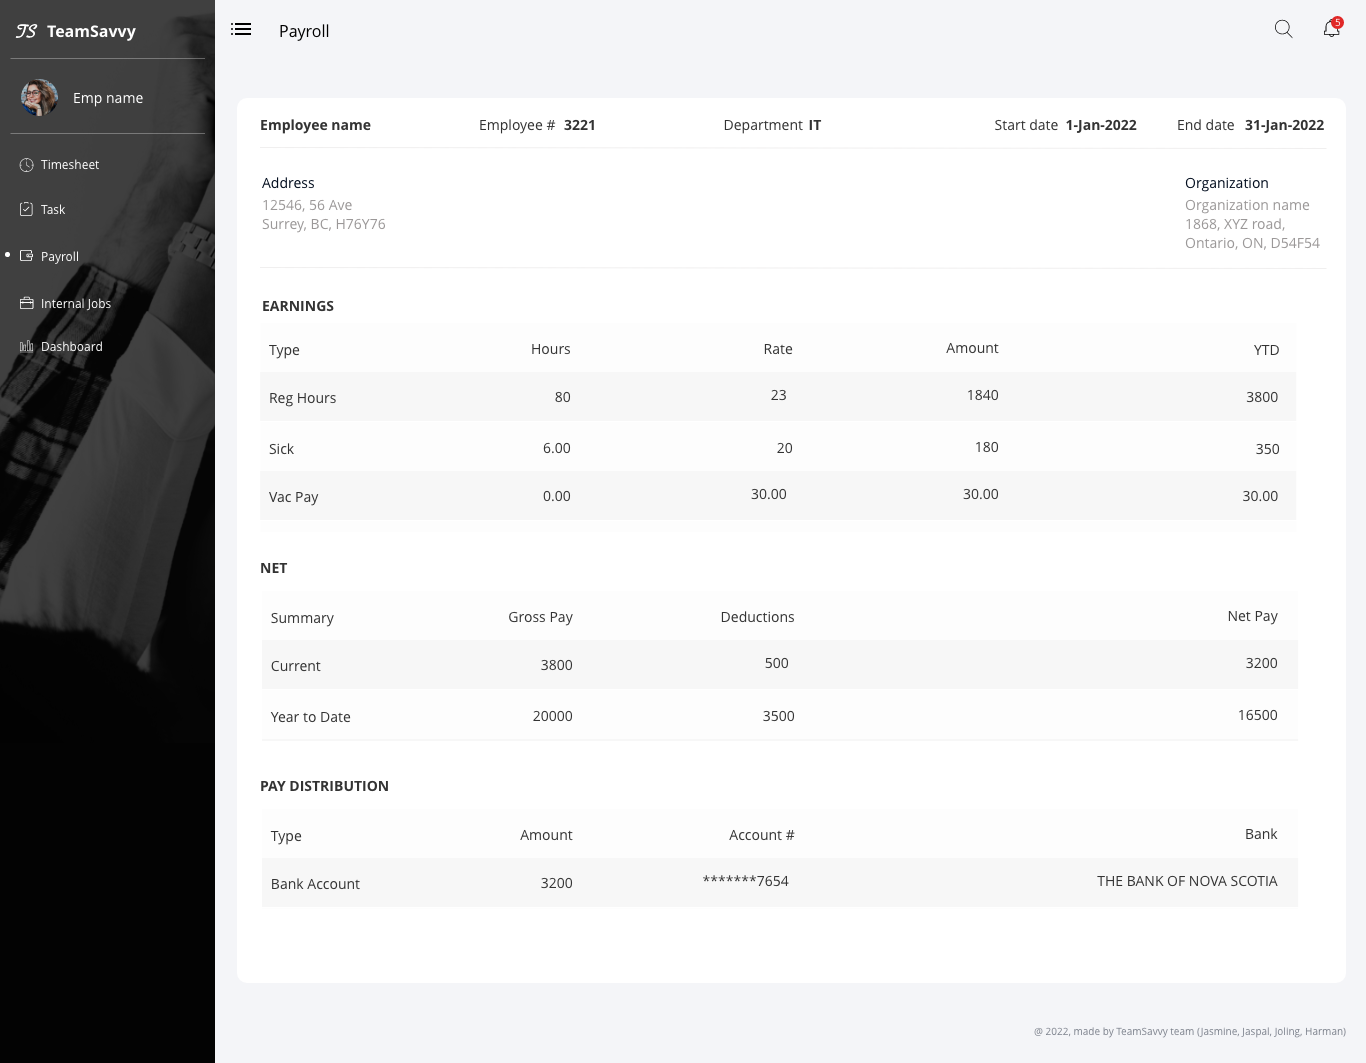 TS TeamSavvy
Payroll
5
Emp name
Timesheet
Task
Payroll
Internal Jobs
Dashboard
Employee name Employee # 3221 Department IT Start date 1-Jan-2022 End date 31-Jan-2022
Address
12546, 56 Ave
Surrey, BC, H76Y76
Organization
Organization name
1868, XYZ road,
Ontario, ON, D54F54
EARNINGS
Type Hours Rate Amount YTD
Reg Hours 80 23 1840 3800
Sick 6.00 20 180 350
Vac Pay 0.00 30.00 30.00 30.00
NET
Summary Gross Pay Deductions Net Pay
Current 3800 500 3200
Year to Date 20000 3500 16500
PAY DISTRIBUTION
Type Amount Account # Bank
Bank Account 3200 *******7654 THE BANK OF NOVA SCOTIA
@ 2022, made by TeamSavvy team (Jasmine, Jaspal, Joling, Harman)